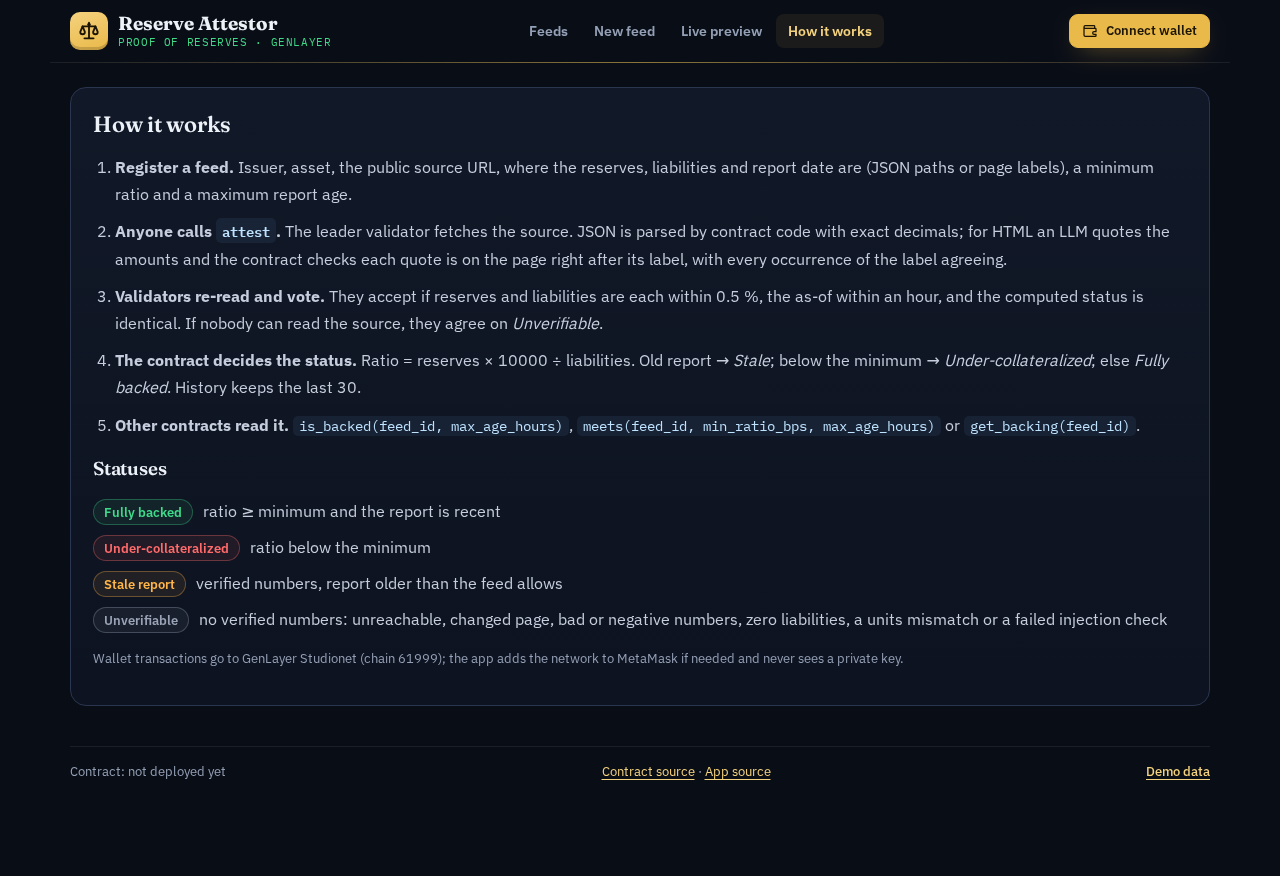 Reserve Attestor
PROOF OF RESERVES · GENLAYER
Feeds
New feed
Live preview
How it works
Connect wallet
How it works
1. Register a feed. Issuer, asset, the public source URL, where the reserves, liabilities and report date are (JSON paths or page labels), a minimum
ratio and a maximum report age.
2. Anyone calls attest. The leader validator fetches the source. JSON is parsed by contract code with exact decimals; for HTML an LLM quotes the
amounts and the contract checks each quote is on the page right after its label, with every occurrence of the label agreeing.
3. Validators re-read and vote. They accept if reserves and liabilities are each within 0.5 %, the as-of within an hour, and the computed status is
identical. If nobody can read the source, they agree on Unverifiable.
4. The contract decides the status. Ratio = reserves × 10000 ÷ liabilities. Old report → Stale; below the minimum → Under-collateralized; else Fully
backed. History keeps the last 30.
5. Other contracts read it. is_backed(feed_id, max_age_hours), meets(feed_id, min_ratio_bps, max_age_hours) or get_backing(feed_id).
Statuses
Fully backed ratio ≥ minimum and the report is recent
Under-collateralized ratio below the minimum
Stale report verified numbers, report older than the feed allows
Unverifiable no verified numbers: unreachable, changed page, bad or negative numbers, zero liabilities, a units mismatch or a failed injection check
Wallet transactions go to GenLayer Studionet (chain 61999); the app adds the network to MetaMask if needed and never sees a private key.
Contract: not deployed yet
Contract source · App source
Demo data